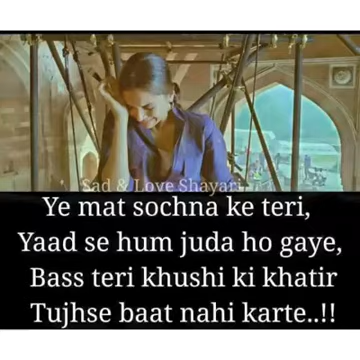 Sad & Love Shayari
Ye mat sochna ke teri,
Yaad se hum juda ho gaye,
Bass teri khushi ki khatir
Tujhse baat nahi karte..!!